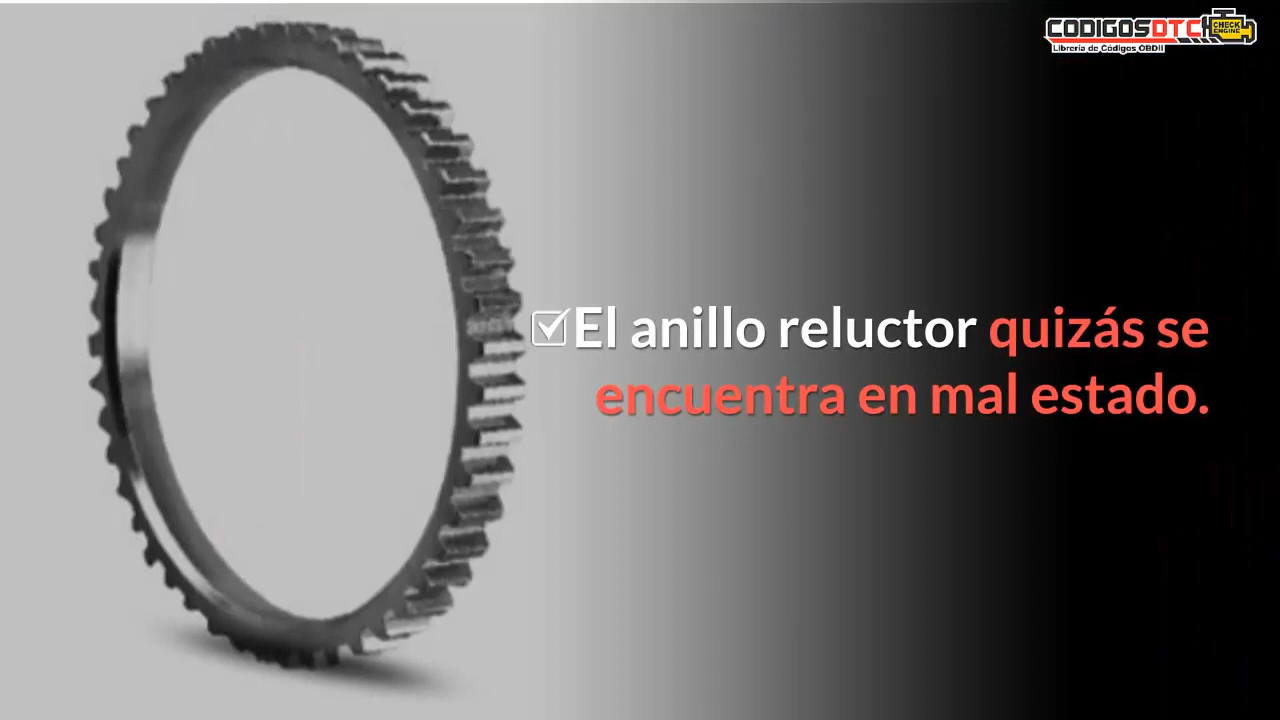 CODIGOSDTC
CHECK
ENGINE
Librería de Códigos OBDII
El anillo reluctor quizás se
encuentra en mal estado.